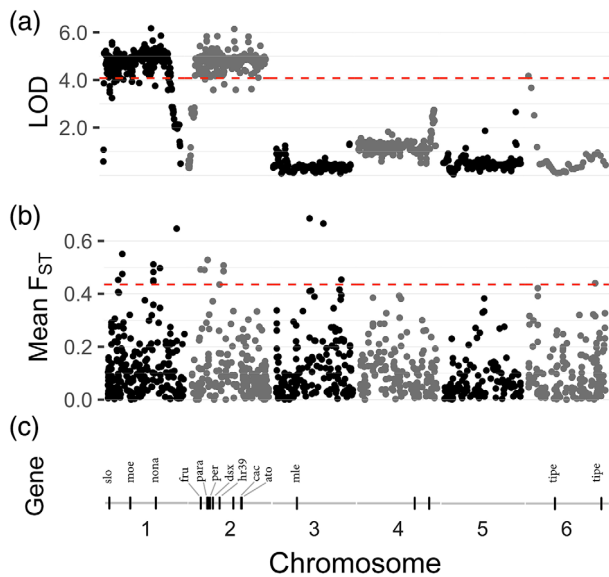 (a)
LOD
6.0
4.0
2.0
(b)
Mean FST
0.6
0.4
0.2
0.0
(c)
Gene
slo
moe
nona
fru
para
per
dsx
hr39
cac
ato
mle
tipe
tipe
1 2 3 4 5 6
Chromosome